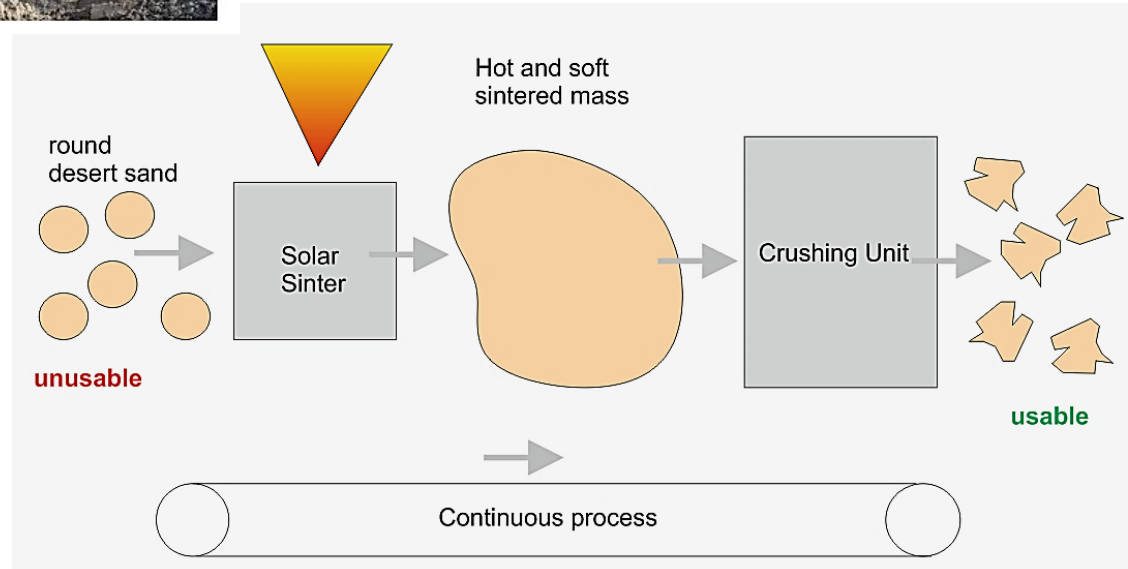 round
desert sand
unusable
Solar
Sinter
Hot and soft
sintered mass
Crushing Unit
usable
Continuous process